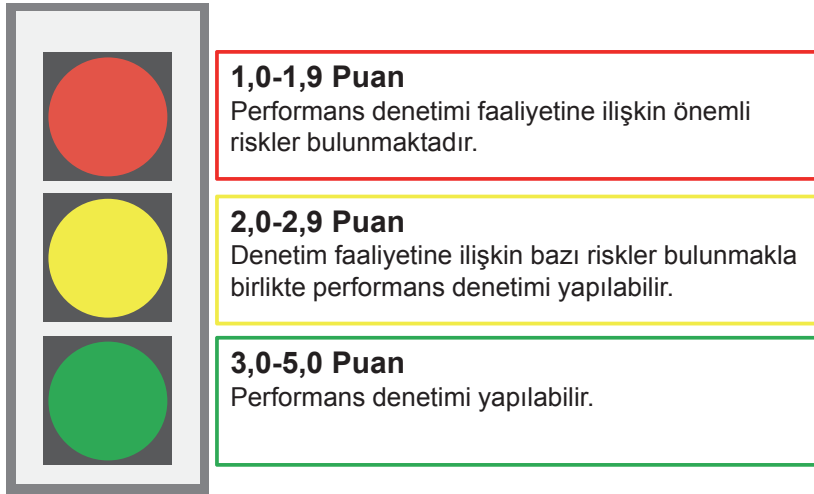 1,0-1,9 Puan
Performans denetimi faaliyetine ilişkin önemli
riskler bulunmaktadır.
2,0-2,9 Puan
Denetim faaliyetine ilişkin bazı riskler bulunmakla
birlikte performans denetimi yapılabilir.
3,0-5,0 Puan
Performans denetimi yapılabilir.